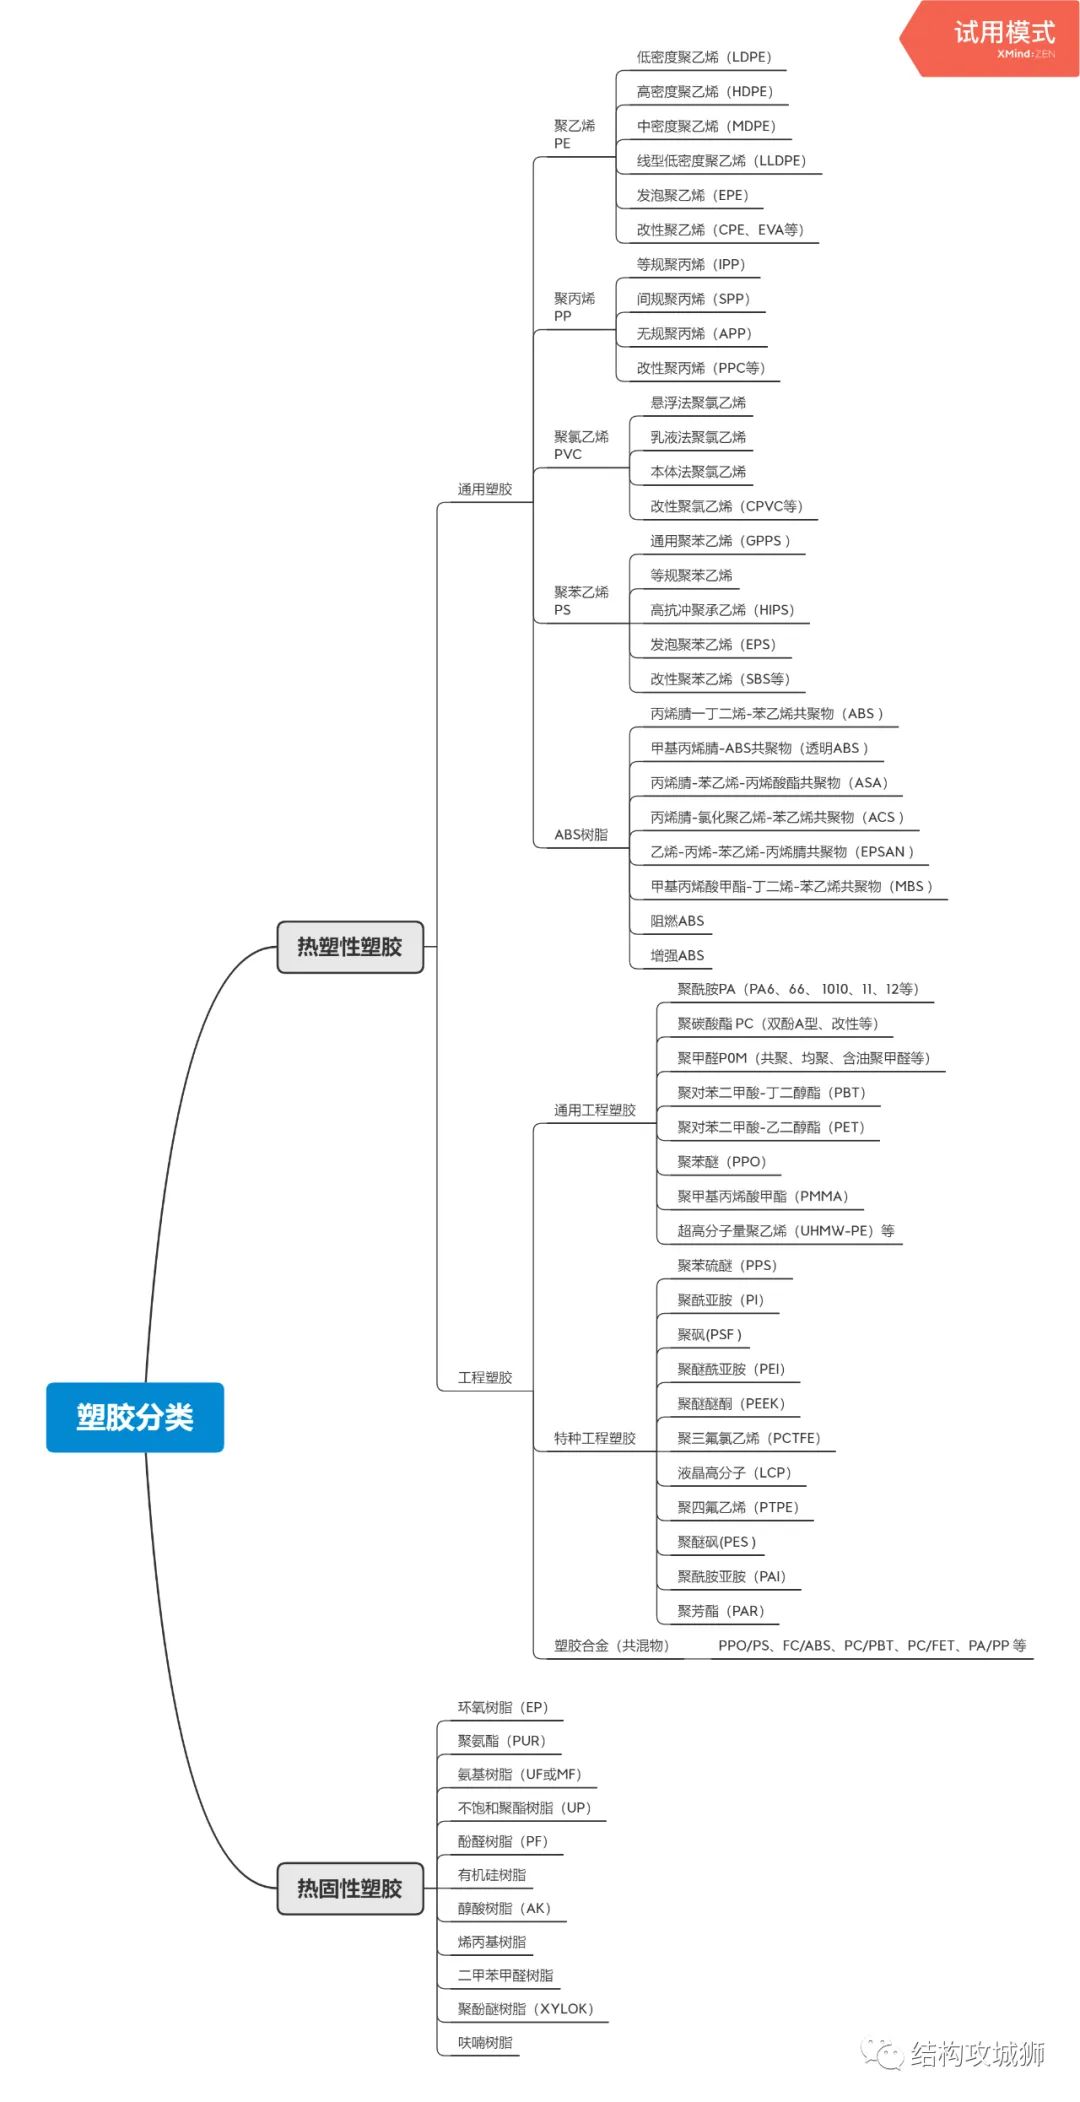 试用模式
XMind:ZEN
低密度聚乙烯（LDPE）
高密度聚乙烯（HDPE）
聚乙烯
PE
中密度聚乙烯（MDPE）
线型低密度聚乙烯（LLDPE）
发泡聚乙烯（EPE）
改性聚乙烯（CPE、EVA等）
等规聚丙烯（IPP）
聚丙烯
PP
间规聚丙烯（SPP）
无规聚丙烯（APP）
改性聚丙烯（PPC等）
悬浮法聚氯乙烯
聚氯乙烯
PVC
乳液法聚氯乙烯
本体法聚氯乙烯
通用塑胶
改性聚氯乙烯（CPVC等）
通用聚苯乙烯（GPPS ）
等规聚苯乙烯
聚苯乙烯
PS
高抗冲聚承乙烯（HIPS）
发泡聚苯乙烯（EPS）
改性聚苯乙烯（SBS等）
丙烯腈一丁二烯-苯乙烯共聚物（ABS ）
甲基丙烯腈-ABS共聚物（透明ABS ）
丙烯腈-苯乙烯-丙烯酸酯共聚物（ASA）
丙烯腈-氯化聚乙烯-苯乙烯共聚物（ACS ）
ABS树脂
乙烯-丙烯-苯乙烯-丙烯腈共聚物（EPSAN ）
甲基丙烯酸甲酯-丁二烯-苯乙烯共聚物（MBS ）
阻燃ABS
热塑性塑胶
增强ABS
聚酰胺PA（PA6、66、 1010、11、12等）
聚碳酸酯 PC（双酚A型、改性等）
聚甲醛P0M（共聚、均聚、含油聚甲醛等）
聚对苯二甲酸-丁二醇酯（PBT）
通用工程塑胶
聚对苯二甲酸-乙二醇酯（PET）
聚苯醚（PPO）
聚甲基丙烯酸甲酯（PMMA）
超高分子量聚乙烯（UHMW-PE）等
聚苯硫醚（PPS）
聚酰亚胺（PI）
聚砜(PSF )
聚醚酰亚胺（PEI）
工程塑胶
聚醚醚酮（PEEK）
塑胶分类
特种工程塑胶
聚三氟氯乙烯（PCTFE）
液晶高分子（LCP）
聚四氟乙烯（PTPE）
聚醚砜(PES )
聚酰胺亚胺（PAI）
聚芳酯（PAR）
塑胶合金（共混物）
PPO/PS、FC/ABS、PC/PBT、PC/FET、PA/PP 等
环氧树脂（EP）
聚氨酯（PUR）
氨基树脂（UF或MF）
不饱和聚酯树脂（UP）
酚醛树脂（PF）
有机硅树脂
热固性塑胶
醇酸树脂（AK）
烯丙基树脂
二甲苯甲醛树脂
聚酚醚树脂（XYLOK）
呋喃树脂
结构攻城狮